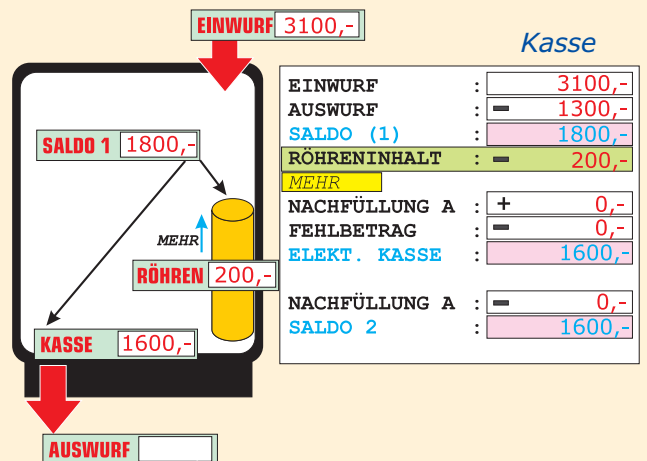 EINWURF 3100,-
Kasse
EINWURF : 3100,-
AUSWURF : - 1300,-
SALDO (1) : 1800,-
RÖHRENINHALT : - 200,-
MEHR
NACHFÜLLUNG A : + 0,-
FEHLBETRAG : - 0,-
ELEKT. KASSE : 1600,-
NACHFÜLLUNG A : - 0,-
SALDO 2 : 1600,-
SALDO 1 1800,-
MEHR
RÖHREN 200,-
KASSE 1600,-
AUSWURF